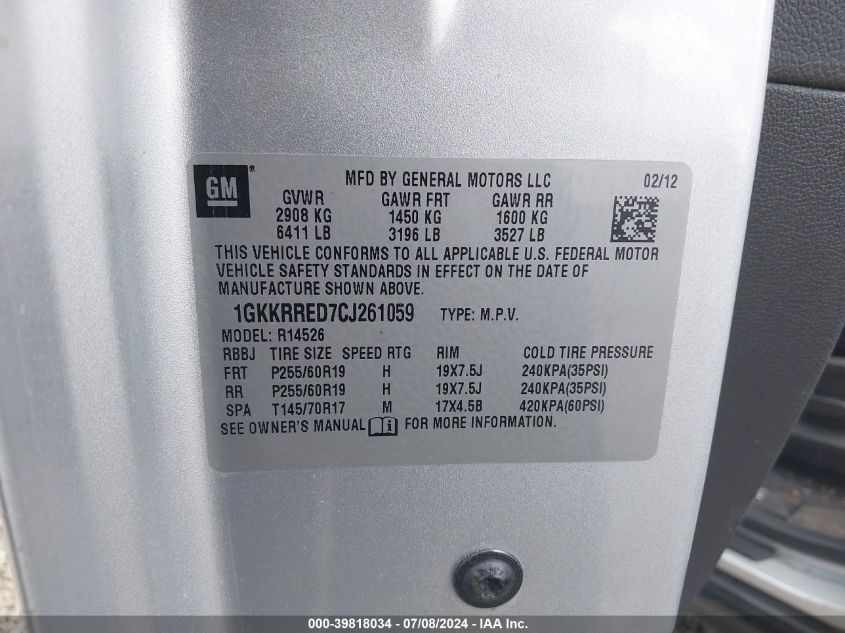 GM ® MFD BY GENERAL MOTORS LLC 02/12
GVWR GAWR FRT GAWR RR
2908 KG 1450 KG 1600 KG
6411 LB 3196 LB 3527 LB
THIS VEHICLE CONFORMS TO ALL APPLICABLE U.S. FEDERAL MOTOR
VEHICLE SAFETY STANDARDS IN EFFECT ON THE DATE OF
MANUFACTURE SHOWN ABOVE.
1GKKRRED7CJ261059 TYPE: M.P.V.
MODEL: R14526
RBBJ TIRE SIZE SPEED RTG RIM COLD TIRE PRESSURE
FRT P255/60R19 H 19X7.5J 240KPA(35PSI)
RR P255/60R19 H 19X7.5J 240KPA(35PSI)
SPA T145/70R17 M 17X4.5B 420KPA(60PSI)
SEE OWNER'S MANUAL FOR MORE INFORMATION.
000-39818034 - 07/08/2024 - IAA Inc.